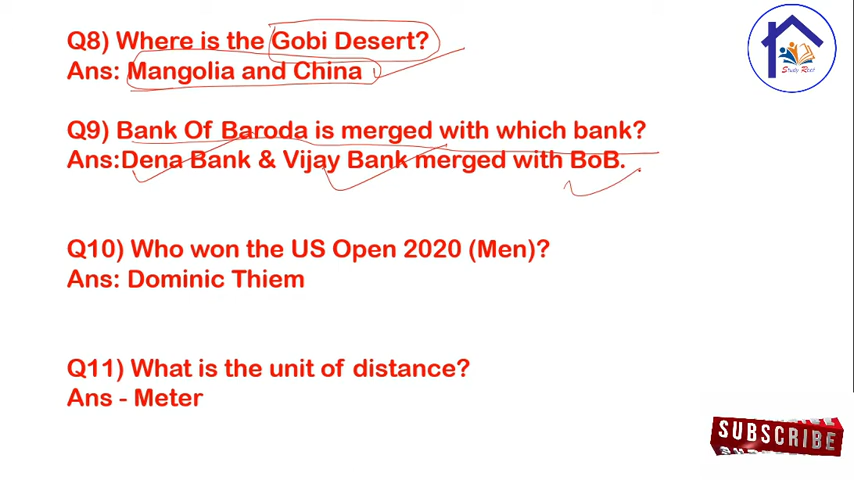 Q8) Where is the Gobi Desert?
Ans: Mangolia and China
Q9) Bank Of Baroda is merged with which bank?
Ans:Dena Bank & Vijay Bank merged with BoB.
Q10) Who won the US Open 2020 (Men)?
Ans: Dominic Thiem
Q11) What is the unit of distance?
Ans - Meter
Study Root
SUBSCRIBE